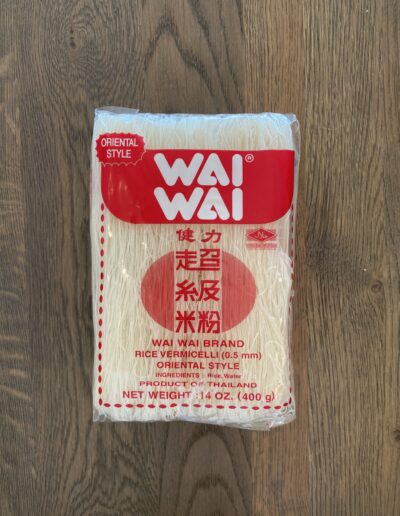 ORIENTAL
STYLE
WAI®
WAI
健力
超
級
米粉
WAI WAI BRAND
RICE VERMICELLI (0.5 mm)
ORIENTAL STYLE
INGREDIENTS : Rice, Water
PRODUCT OF THAILAND
NET WEIGHT :14 OZ. (400 g)